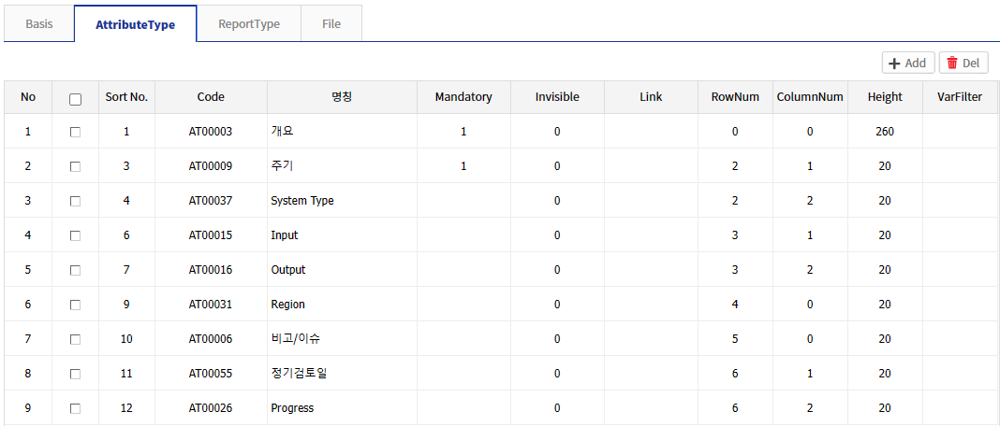 Basis AttributeType ReportType File
Add Del
No Sort No. Code 명칭 Mandatory Invisible Link RowNum ColumnNum Height VarFilter
1 1 AT00003 개요 1 0 0 0 260
2 3 AT00009 주기 1 0 2 1 20
3 4 AT00037 System Type 0 2 2 20
4 6 AT00015 Input 0 3 1 20
5 7 AT00016 Output 0 3 2 20
6 9 AT00031 Region 0 4 0 20
7 10 AT00006 비고/이슈 0 5 0 20
8 11 AT00055 정기검토일 0 6 1 20
9 12 AT00026 Progress 0 6 2 20